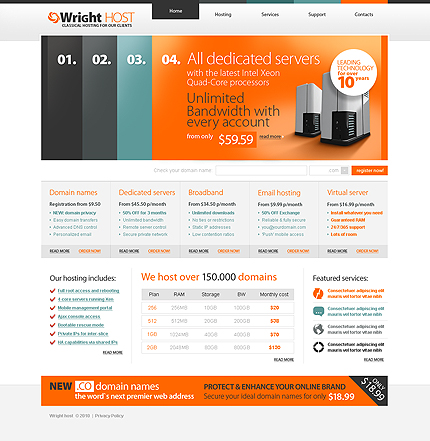 Wright HOST
CLASSICAL HOSTING FOR OUR CLIENTS
Home
Hosting
Services
Support
Contacts
01.
02.
03.
04.
All dedicated servers
with the latest Intel Xeon
Quad-Core processors
Unlimited
Bandwidth with
every account
from only $59.59
read more
LEADING
TECHNOLOGY
for over
10 years
Check your domain name:
.com
register now!
Domain names
Registration from $9.50
NEW: domain privacy
Easy domain transfers
Advanced DNS control
Personalized email
READ MORE ORDER NOW!
Dedicated servers
From $45.50 p/month
50% OFF for 3 months
Unlimited bandwidth
Remote server control
Secure private network
READ MORE ORDER NOW!
Broadband
From $34.50 p/month
Unlimited downloads
No ties or restrictions
Static IP addresses
Low contention ratios
READ MORE ORDER NOW!
Email hosting
From $9.99 p/month
50% OFF Exchange
Reliable & fully secure
you@yourdomain.com
'Push' mobile access
READ MORE ORDER NOW!
Virtual server
From $16.99 p/month
Install whatever you need
Guaranteed RAM
24/7/365 support
Lots of room
READ MORE ORDER NOW!
Our hosting includes:
Full root access and rebooting
4 core servers running Xen
Mobile management portal
Ajax console access
Bootable rescue mode
Private IPs for inter-slice
HA capabilities via shared IPs
READ MORE
We host over 150.000 domains
Plan RAM Storage BW Monthly cost
256 256MB 10GB 100GB $20
512 512MB 20GB 200GB
1GB 1024MB 40GB 400GB
2GB 2048MB 80GB 600GB $130
READ MORE
Featured services:
Consectetuer adipiscing elit
mauris vel tortor vitae nibh
Consectetuer adipiscing elit
mauris vel tortor vitae nibh
Consectetuer adipiscing elit
mauris vel tortor vitae nibh
Consectetuer adipiscing elit
mauris vel tortor vitae nibh
READ MORE
NEW .CO domain names
the word`s next premier web address
PROTECT & ENHANCE YOUR ONLINE BRAND
Secure your ideal domain names for only $18.99
ONLY
$18.99
Wright host © 2010 | Privacy Policy